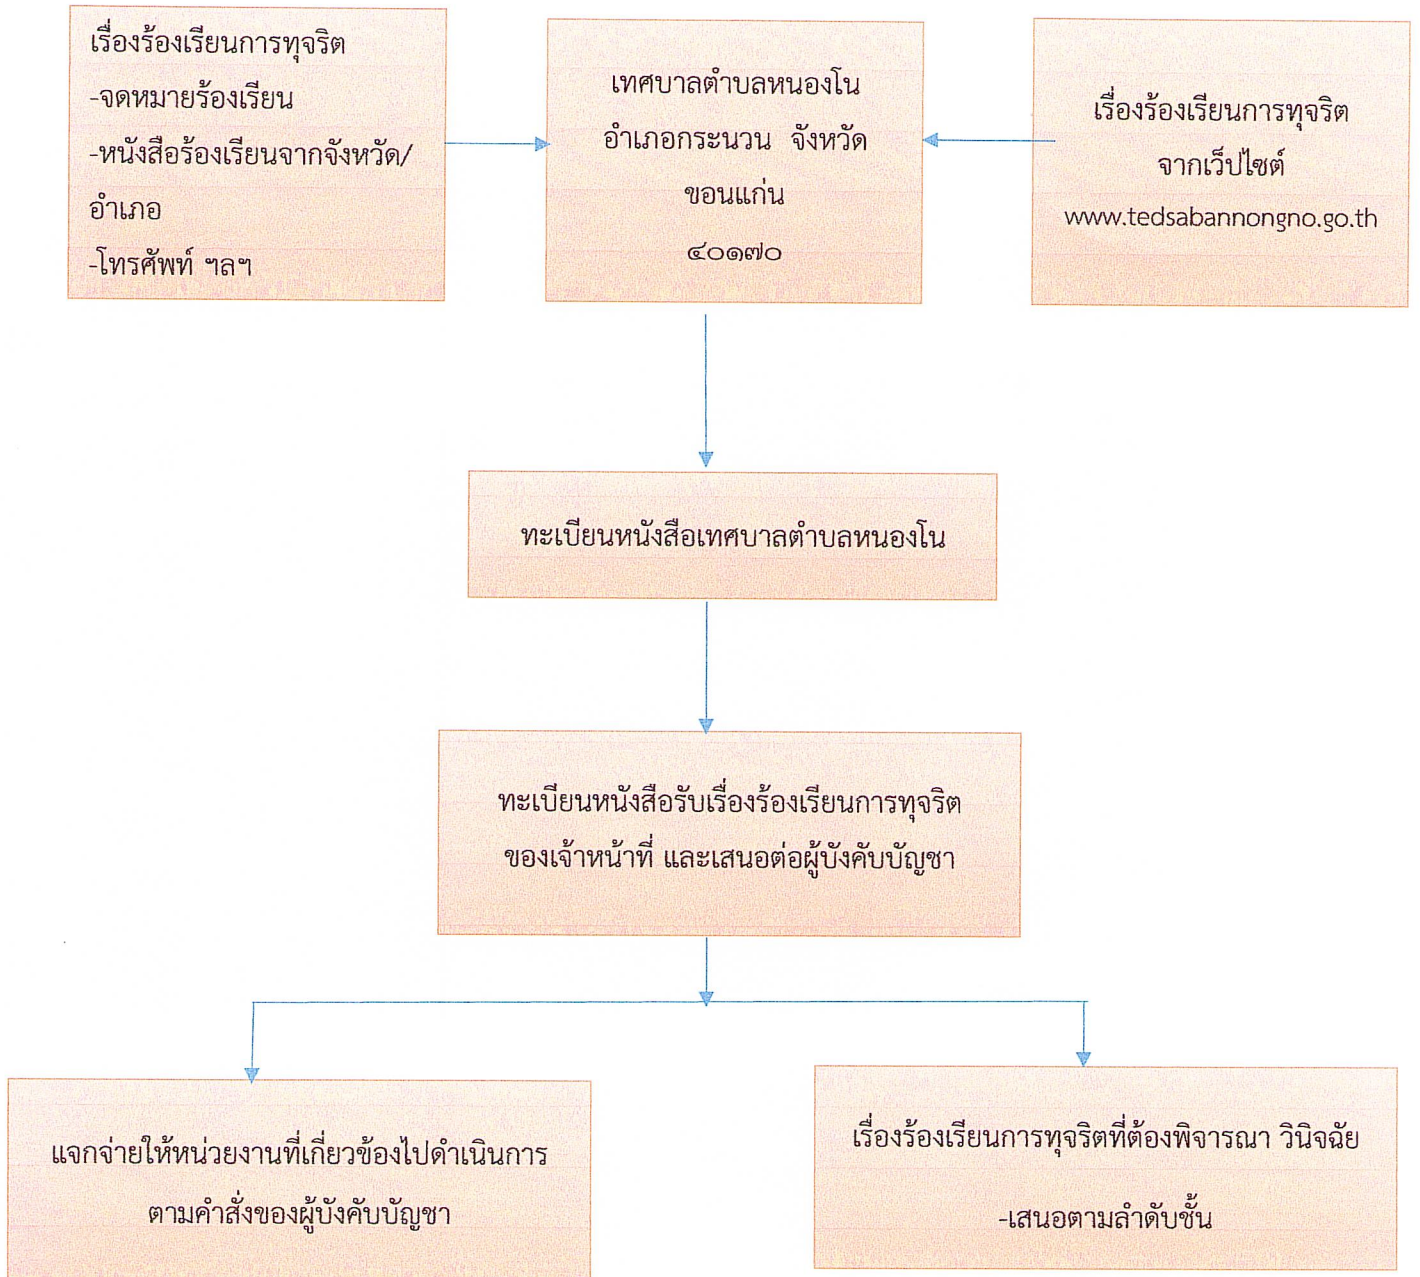 เรื่องร้องเรียนการทุจริต
-จดหมายร้องเรียน
-หนังสือร้องเรียนจากจังหวัด/
อำเภอ
-โทรศัพท์ ฯลฯ
เทศบาลตำบลหนองโน
อำเภอกระนวน จังหวัด
ขอนแก่น
๔๐๑๗๐
เรื่องร้องเรียนการทุจริต
จากเว็ปไซต์
www.tedsabannongno.go.th
ทะเบียนหนังสือเทศบาลตำบลหนองโน
ทะเบียนหนังสือรับเรื่องร้องเรียนการทุจริต
ของเจ้าหน้าที่ และเสนอต่อผู้บังคับบัญชา
แจกจ่ายให้หน่วยงานที่เกี่ยวข้องไปดำเนินการ
ตามคำสั่งของผู้บังคับบัญชา
เรื่องร้องเรียนการทุจริตที่ต้องพิจารณา วินิจฉัย
-เสนอตามลำดับชั้น